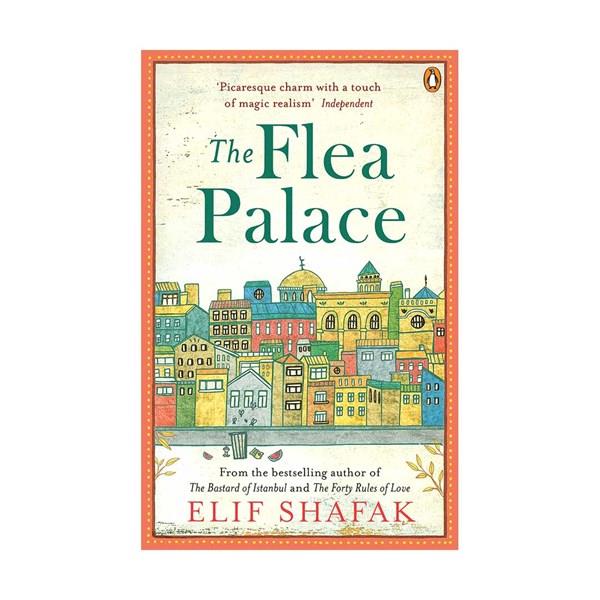 ‘Picaresque charm with a touch
of magic realism’ Independent
The Flea
Palace
From the bestselling author of
The Bastard of Istanbul and The Forty Rules of Love
ELIF SHAFAK